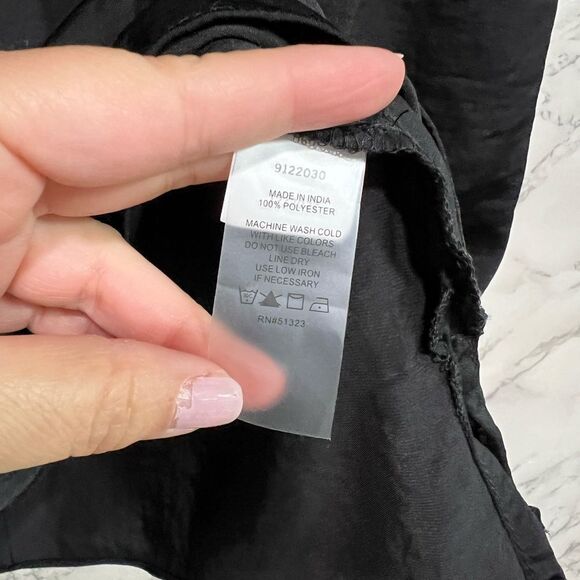 9122030
MADE IN INDIA
100% POLYESTER
MACHINE WASH COLD
WITH LIKE COLORS
DO NOT USE BLEACH
LINE DRY
USE LOW IRON
IF NECESSARY
RN#51323